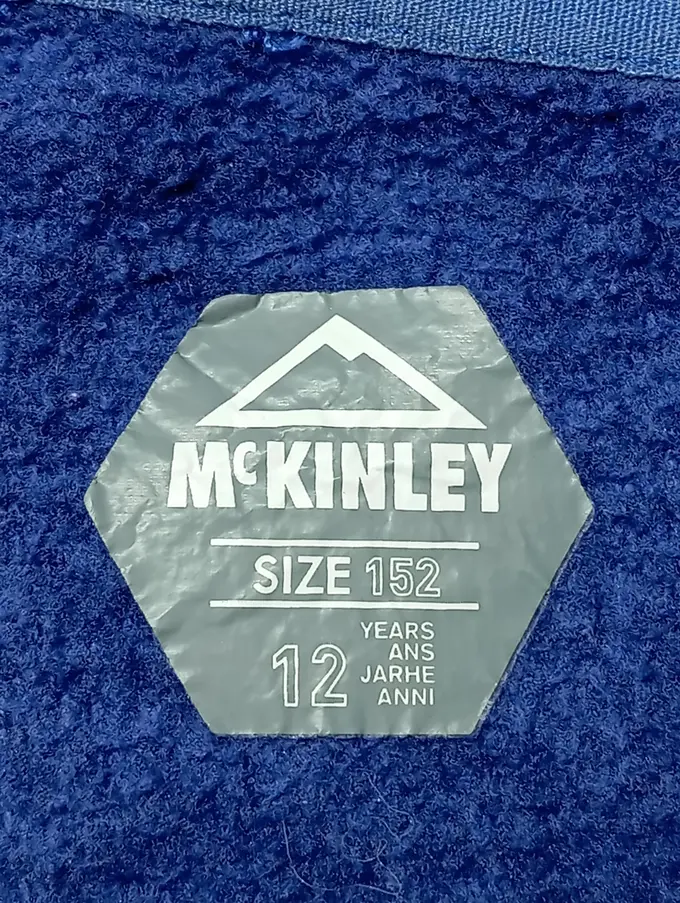 McKINLEY
SIZE 152
12 YEARS
ANS
JARHE
ANNI